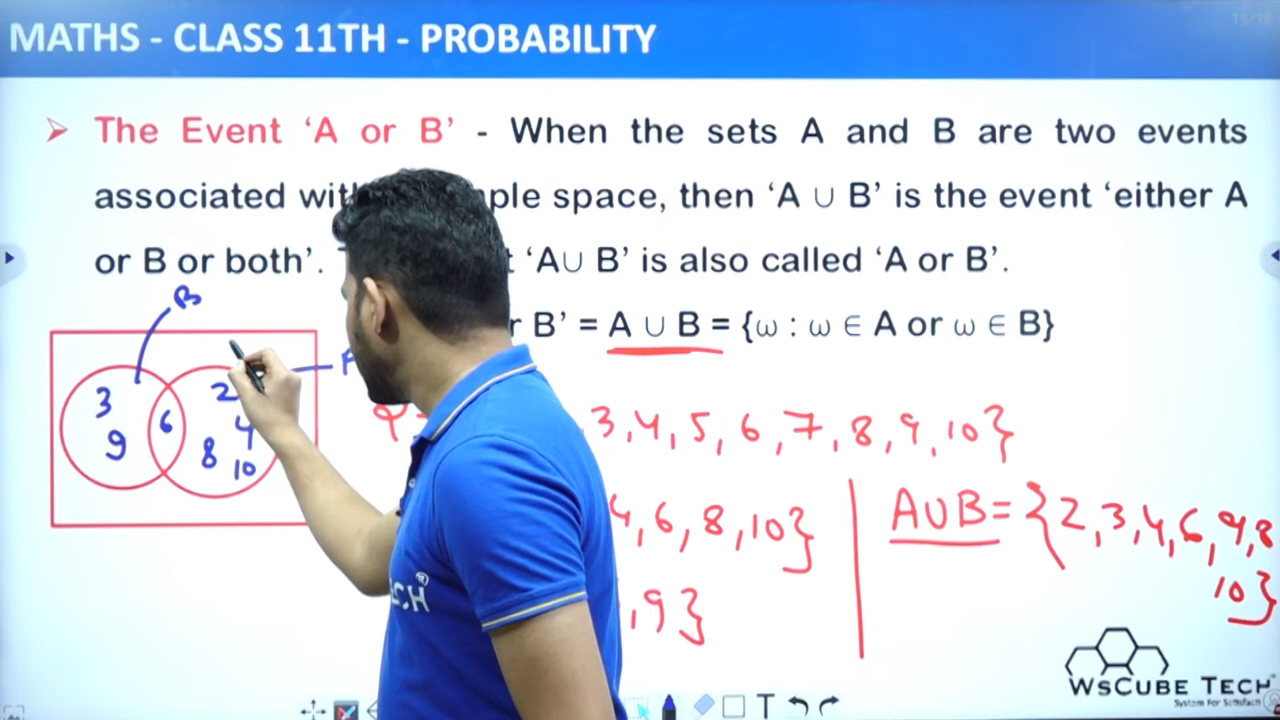 MATHS - CLASS 11TH - PROBABILITY
➢ The Event ‘A or B’ - When the sets A and B are two events
associated space, then ‘A ∪ B’ is the event ‘either A
or B or both’. ‘A∪ B’ is also called ‘A or B’.
B’ = A ∪ B = {ω : ω ∈ A or ω ∈ B}
B
3 9
6
2 4 8 10
3, 4, 5, 6, 7, 8, 9, 10}
4, 6, 8, 10}
, 9}
A∪B = {2, 3, 4, 6, 9, 8
10}
WSCUBE TECH